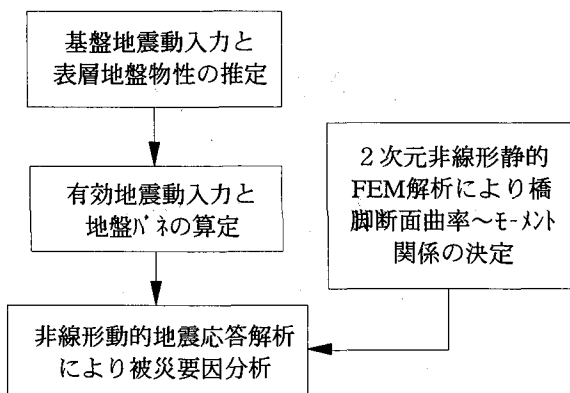 基盤地震動入力と
表層地盤物性の推定
有効地震動入力と
地盤ﾊﾞﾈの算定
2次元非線形静的
FEM解析により橋
脚断面曲率～ﾓｰﾒﾝﾄ
関係の決定
非線形動的地震応答解析
により被災要因分析